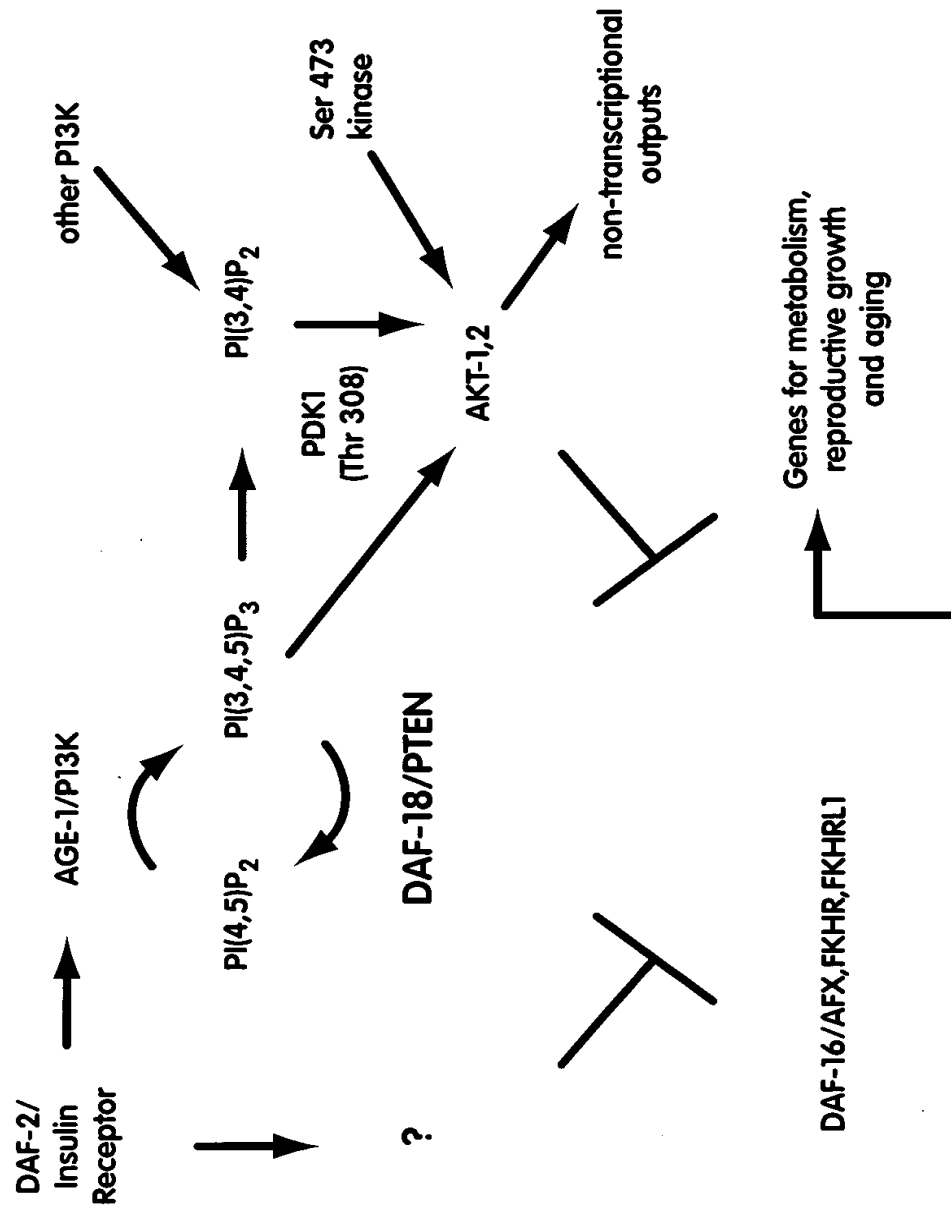 DAF-2/
Insulin
Receptor
AGE-1/P13K
other P13K
PI(4,5)P2
PI(3,4,5)P3
PI(3,4)P2
PDK1
(Thr 308)
Ser 473
kinase
?
DAF-18/PTEN
AKT-1,2
non-transcriptional
outputs
DAF-16/AFX,FKHR,FKHRL1
Genes for metabolism,
reproductive growth
and aging